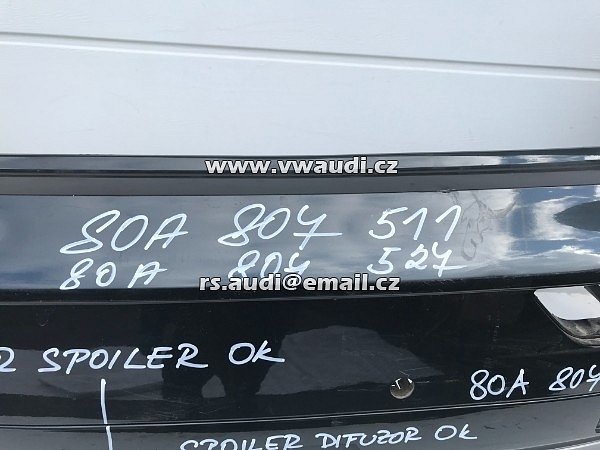 www.vwaudi.cz
80A 807 511
80A 807 527
rs.audi@email.cz
R SPOILER OK
80A 807
SPOILER DIFUZOR OK